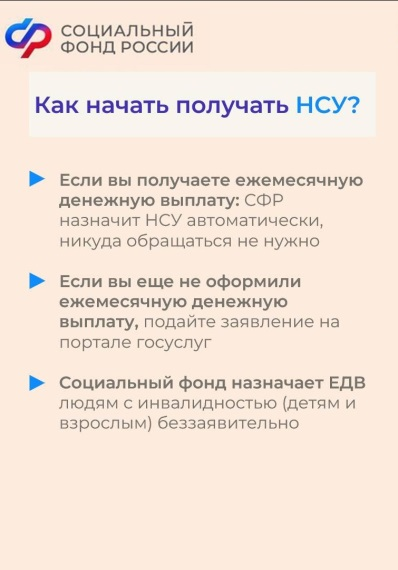 СОЦИАЛЬНЫЙ
ФОНД РОССИИ
Как начать получать НСУ?
Если вы получаете ежемесячную
денежную выплату: СФР
назначит НСУ автоматически,
никуда обращаться не нужно
Если вы еще не оформили
ежемесячную денежную
выплату, подайте заявление на
портале госуслуг
Социальный фонд назначает ЕДВ
людям с инвалидностью (детям и
взрослым) беззаявительно